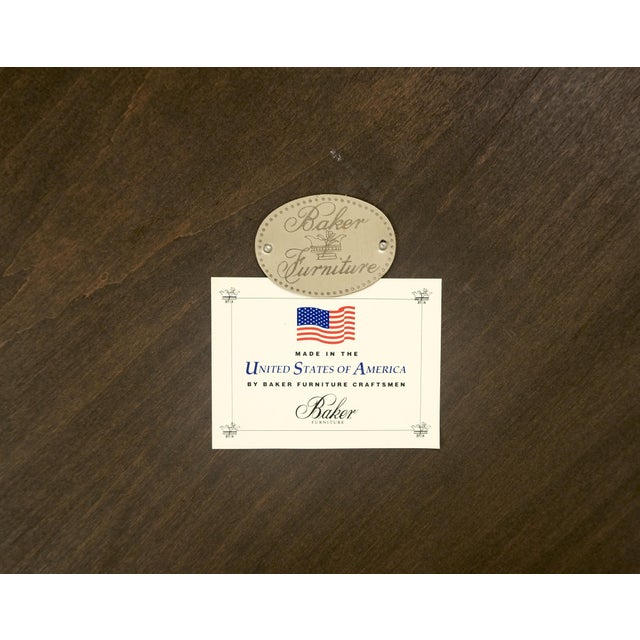 Baker
Furniture
MADE IN THE
UNITED STATES OF AMERICA
BY BAKER FURNITURE CRAFTSMEN
Baker
FURNITURE